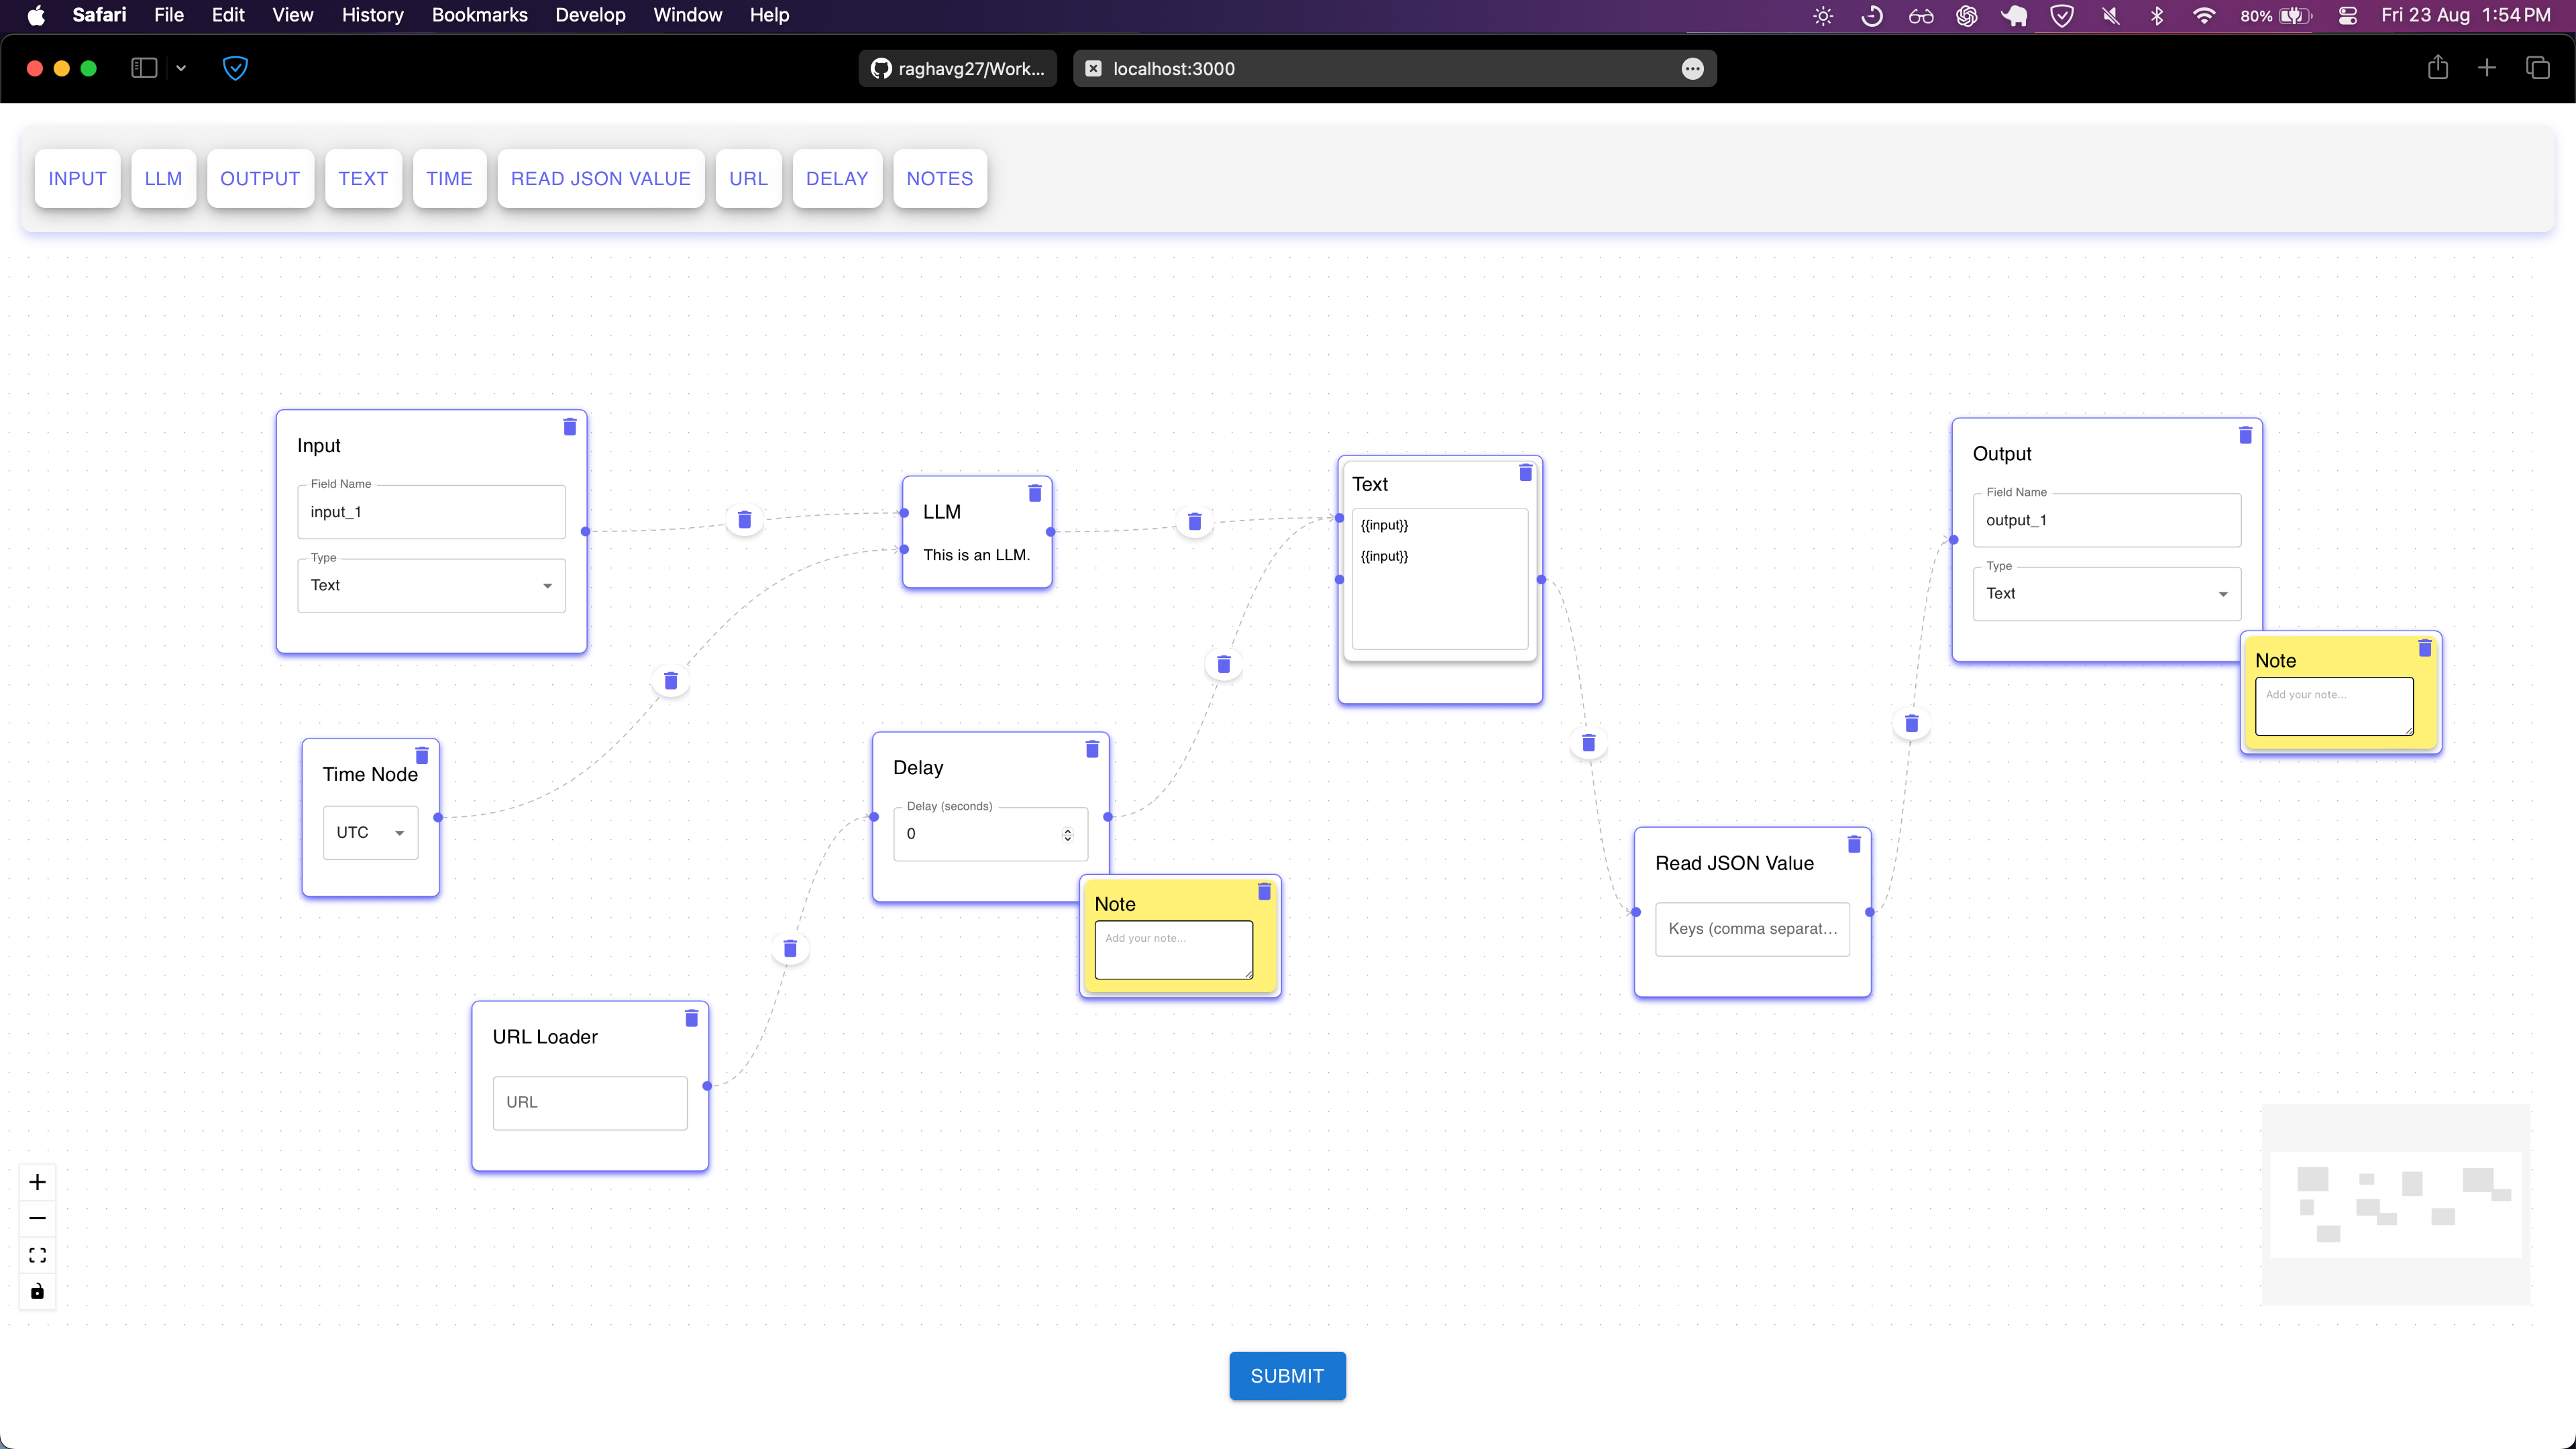 Safari File Edit View History Bookmarks Develop Window Help 80% Fri 23 Aug 1:54 PM
raghavg27/Work... localhost:3000
INPUT LLM OUTPUT TEXT TIME READ JSON VALUE URL DELAY NOTES
Input
Field Name
input_1
Type
Text
LLM
This is an LLM.
Text
{{input}}
{{input}}
Output
Field Name
output_1
Type
Text
Note
Add your note...
Time Node
UTC
Delay
Delay (seconds)
0
Note
Add your note...
Read JSON Value
Keys (comma separat...
URL Loader
URL
SUBMIT